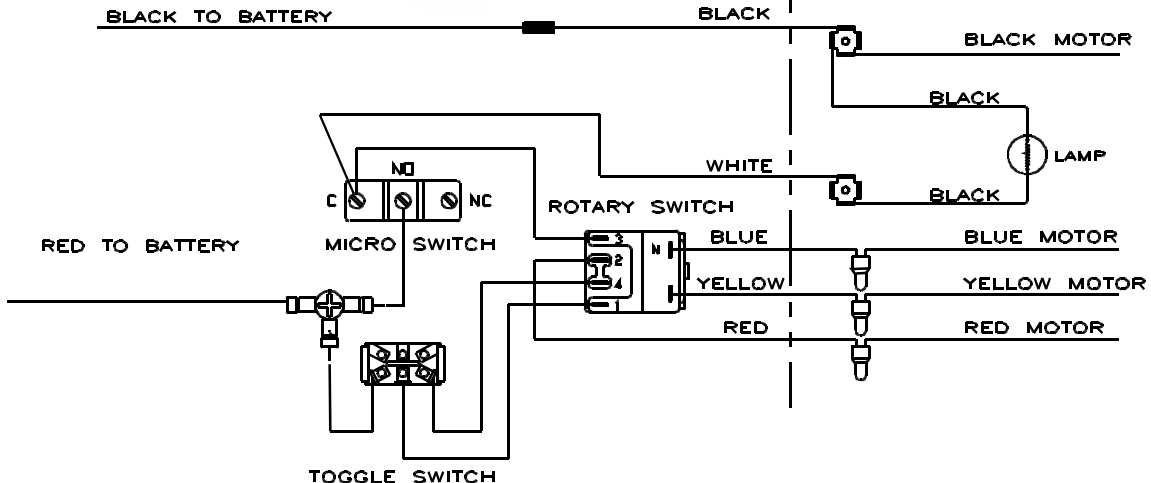 BLACK TO BATTERY
BLACK
BLACK MOTOR
BLACK
LAMP
NO
WHITE
C
NC
BLACK
ROTARY SWITCH
RED TO BATTERY
MICRO SWITCH
3
N
BLUE
BLUE MOTOR
2
4
YELLOW
YELLOW MOTOR
1
RED
RED MOTOR
TOGGLE SWITCH